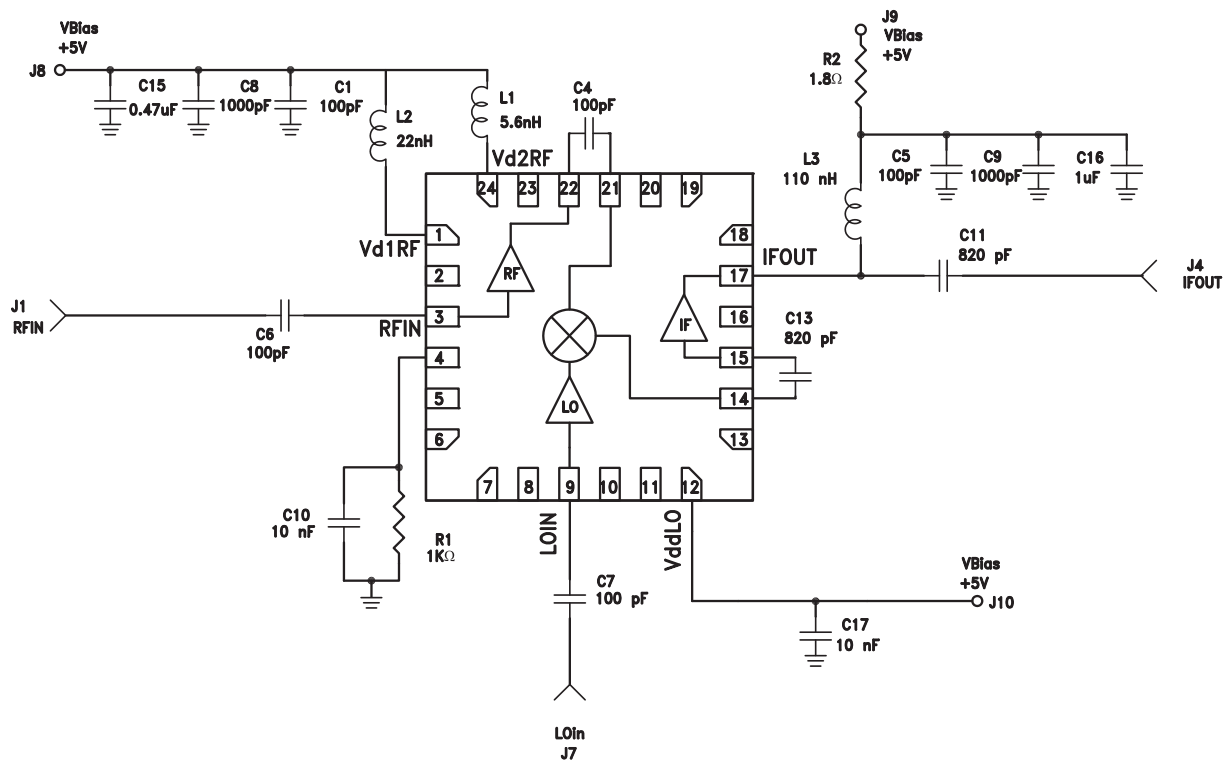 VBias
+5V
J8
C15
0.47uF
C8
1000pF
C1
100pF
L2
22nH
L1
5.6nH
C4
100pF
J9
VBias
+5V
R2
1.8Ω
L3
110 nH
C5
100pF
C9
1000pF
C16
1uF
Vd2RF
24
23
22
21
20
19
Vd1RF
1
2
3
4
5
6
RF
IF
LO
18
17
16
15
14
13
IFOUT
C11
820 pF
J4
IFOUT
C13
820 pF
J1
RFIN
C6
100pF
RFIN
7
8
9
10
11
12
C10
10 nF
R1
1KΩ
LOIN
VddLO
C7
100 pF
VBias
+5V
J10
C17
10 nF
LOin
J7